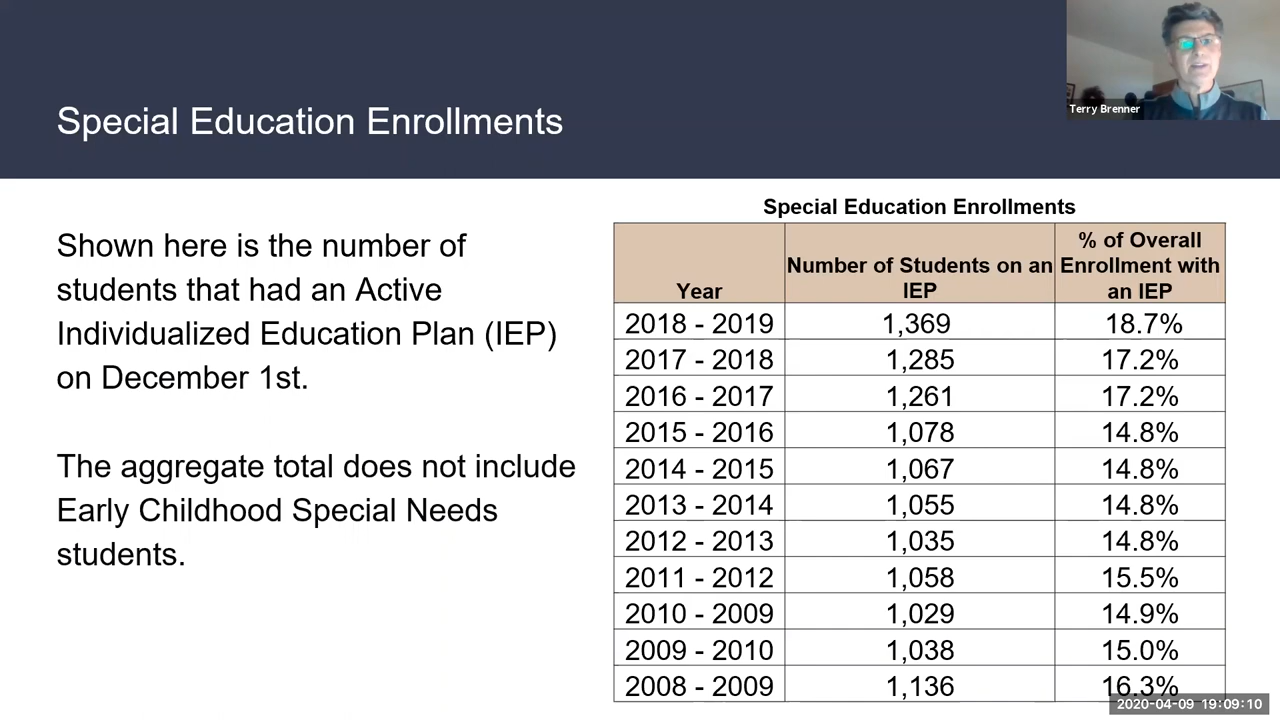 Terry Brenner
Special Education Enrollments
Shown here is the number of
students that had an Active
Individualized Education Plan (IEP)
on December 1st.
The aggregate total does not include
Early Childhood Special Needs
students.
Special Education Enrollments
Year Number of Students on an IEP % of Overall Enrollment with an IEP
2018 - 2019 1,369 18.7%
2017 - 2018 1,285 17.2%
2016 - 2017 1,261 17.2%
2015 - 2016 1,078 14.8%
2014 - 2015 1,067 14.8%
2013 - 2014 1,055 14.8%
2012 - 2013 1,035 14.8%
2011 - 2012 1,058 15.5%
2010 - 2009 1,029 14.9%
2009 - 2010 1,038 15.0%
2008 - 2009 1,136 16.3%
2020-04-09 19:09:10